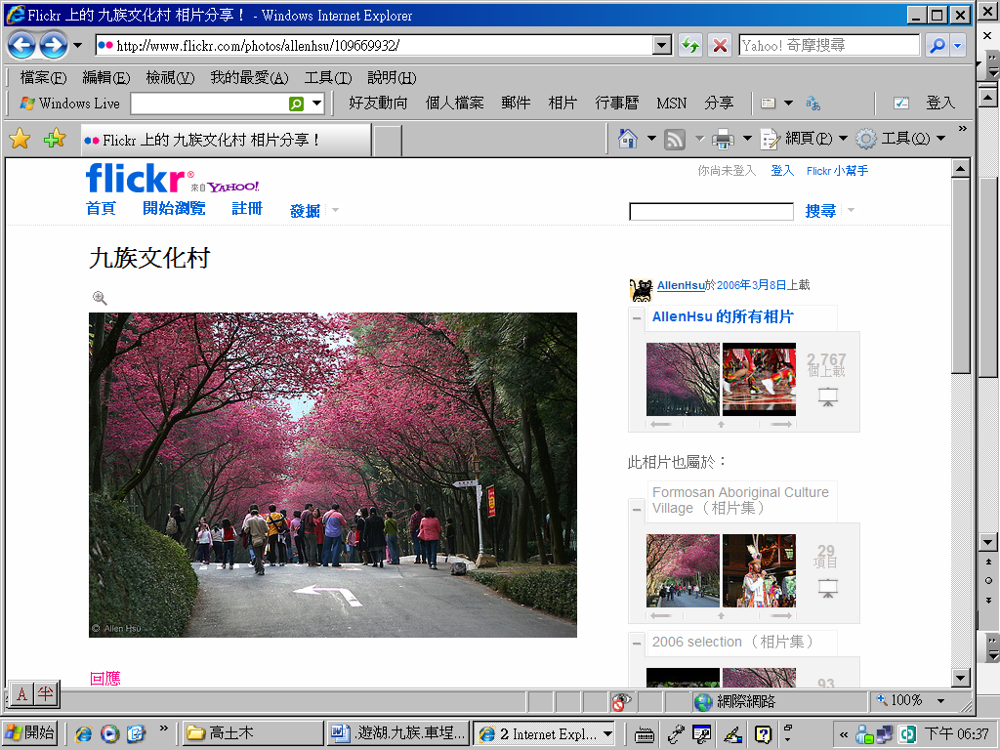 Flickr 上的 九族文化村 相片分享！ - Windows Internet Explorer
http://www.flickr.com/photos/allenhsu/109669932/
Yahoo! 奇摩搜尋
檔案(F) 編輯(E) 檢視(V) 我的最愛(A) 工具(T) 說明(H)
Windows Live 好友動向 個人檔案 郵件 相片 行事曆 MSN 分享 登入
Flickr 上的 九族文化村 相片分享！ 網頁(P) 工具(O)
flickr 來自 YAHOO!
你尚未登入 登入 Flickr 小幫手
首頁 開始瀏覽 註冊 發掘 搜尋
九族文化村
AllenHsu於2006年3月8日上載
AllenHsu 的所有相片
2,767
個上載
此相片也屬於：
Formosan Aboriginal Culture
Village （相片集）
29
項目
2006 selection （相片集）
93
© Allen Hsu
回應
A 半
網際網路 100%
開始 高土木 .遊湖.九族.車埕... 2 Internet Expl... 下午 06:37